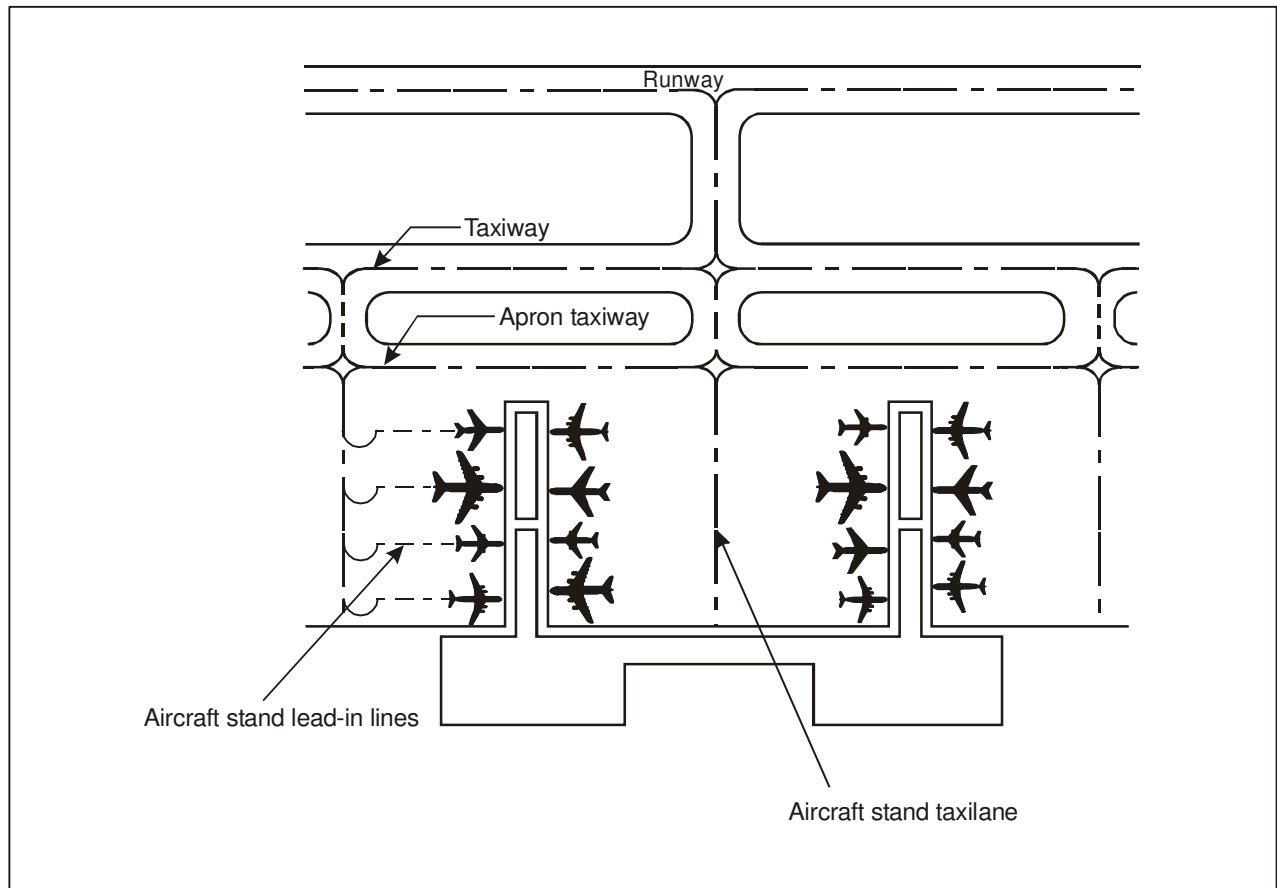 Runway
Taxiway
Apron taxiway
Aircraft stand lead-in lines
Aircraft stand taxilane